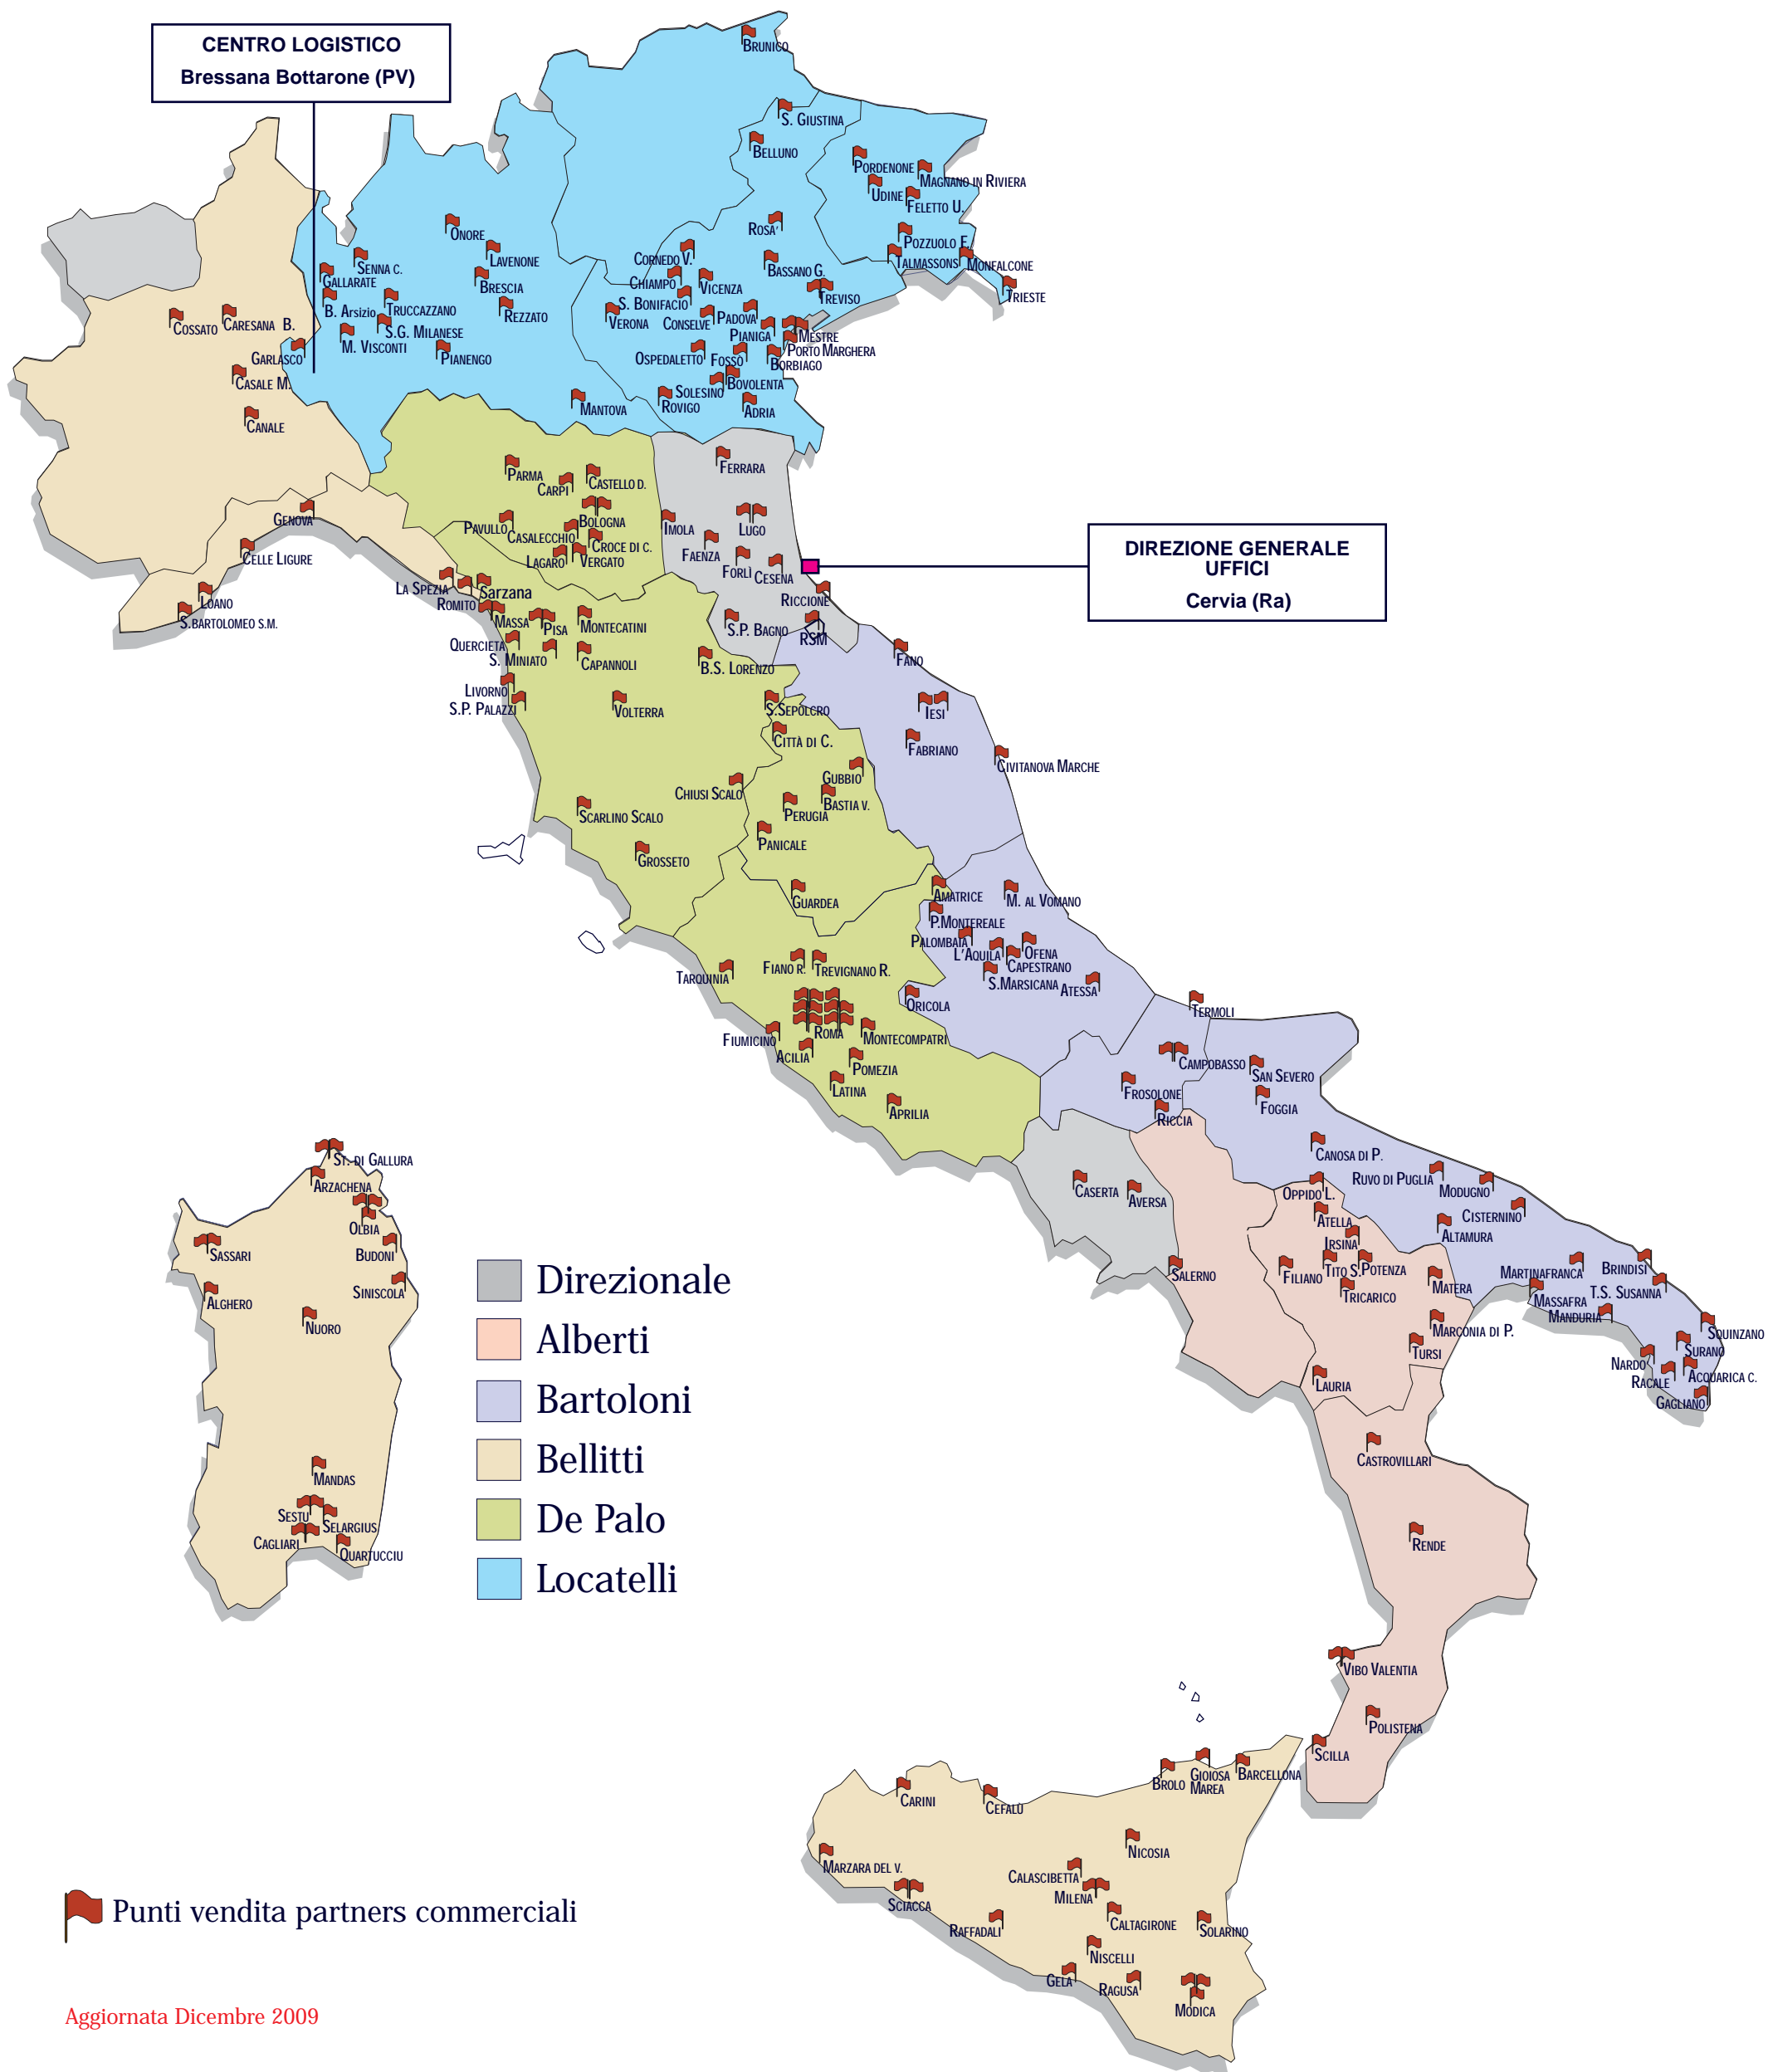 CENTRO LOGISTICO
Bressana Bottarone (PV)
BRUNICO
S. GIUSTINA
BELLUNO
PORDENONE
MAGNANO IN RIVIERA
UDINE
FELETTO U.
ROSA'
POZZUOLO F.
TALMASSONS
MONFALCONE
TRIESTE
ONORE
LAVENONE
SENNA C.
GALLARATE
BRESCIA
B. Arsizio
TRUCCAZZANO
REZZATO
S.G. MILANESE
M. VISCONTI
PIANENGO
CORNEDO V.
BASSANO G.
CHIAMPO
VICENZA
S. BONIFACIO
TREVISO
VERONA
CONSELVE
PADOVA
PIANIGA
MESTRE
PORTO MARGHERA
OSPEDALETTO
FOSSÒ
BORBIAGO
BOVOLENTA
SOLESINO
ROVIGO
ADRIA
MANTOVA
COSSATO
CARESANA B.
GARLASCO
CASALE M.
CANALE
GENOVA
CELLE LIGURE
LOANO
S.BARTOLOMEO S.M.
LA SPEZIA
ROMITO
Sarzana
PARMA
CARPI
CASTELLO D.
BOLOGNA
PAVULLO
CASALECCHIO
CROCE DI C.
LAGARO
VERGATO
FERRARA
IMOLA
LUGO
FAENZA
FORLÌ
CESENA
RICCIONE
S.P. BAGNO
RSM
DIREZIONE GENERALE
UFFICI
Cervia (Ra)
MASSA
PISA
MONTECATINI
QUERCIETA
S. MINIATO
CAPANNOLI
B.S. LORENZO
LIVORNO
S.P. PALAZZI
VOLTERRA
S.SEPOLCRO
CITTÀ DI C.
CHIUSI SCALO
GUBBIO
BASTIA V.
PERUGIA
SCARLINO SCALO
PANICALE
GROSSETO
GUARDEA
FANO
IESI
FABRIANO
CIVITANOVA MARCHE
AMATRICE
M. AL VOMANO
P.MONTEREALE
PALOMBAIA
L'AQUILA
OFENA
CAPESTRANO
S.MARSICANA
ATESSA
ORICOLA
TARQUINIA
FIANO R.
TREVIGNANO R.
ROMA
FIUMICINO
MONTECOMPATRI
ACILIA
POMEZIA
LATINA
APRILIA
TERMOLI
CAMPOBASSO
FROSOLONE
RICCIA
SAN SEVERO
FOGGIA
CANOSA DI P.
RUVO DI PUGLIA
MODUGNO
CISTERNINO
ALTAMURA
MARTINAFRANCA
BRINDISI
MASSAFRA
T.S. SUSANNA
MANDURIA
SQUINZANO
SURANO
NARDO
RACALE
ACQUARICA C.
GAGLIANO
CASERTA
AVERSA
SALERNO
OPPIDO L.
ATELLA
IRSINA
FILIANO
TITO S.
POTENZA
TRICARICO
MATERA
MARCONIA DI P.
TURSI
LAURIA
CASTROVILLARI
RENDE
VIBO VALENTIA
POLISTENA
SCILLA
ST. DI GALLURA
ARZACHENA
OLBIA
SASSARI
BUDONI
ALGHERO
SINISCOLA
NUORO
MANDAS
SESTU
SELARGIUS
CAGLIARI
QUARTUCCIU
Direzionale
Alberti
Bartoloni
Bellitti
De Palo
Locatelli
BROLO
GIOIOSA
MAREA
BARCELLONA
CARINI
CEFALÙ
NICOSIA
MARZARA DEL V.
CALASCIBETTA
MILENA
SCIACCA
RAFFADALI
CALTAGIRONE
SOLARINO
NISCELLI
GELA
RAGUSA
MODICA
Punti vendita partners commerciali
Aggiornata Dicembre 2009